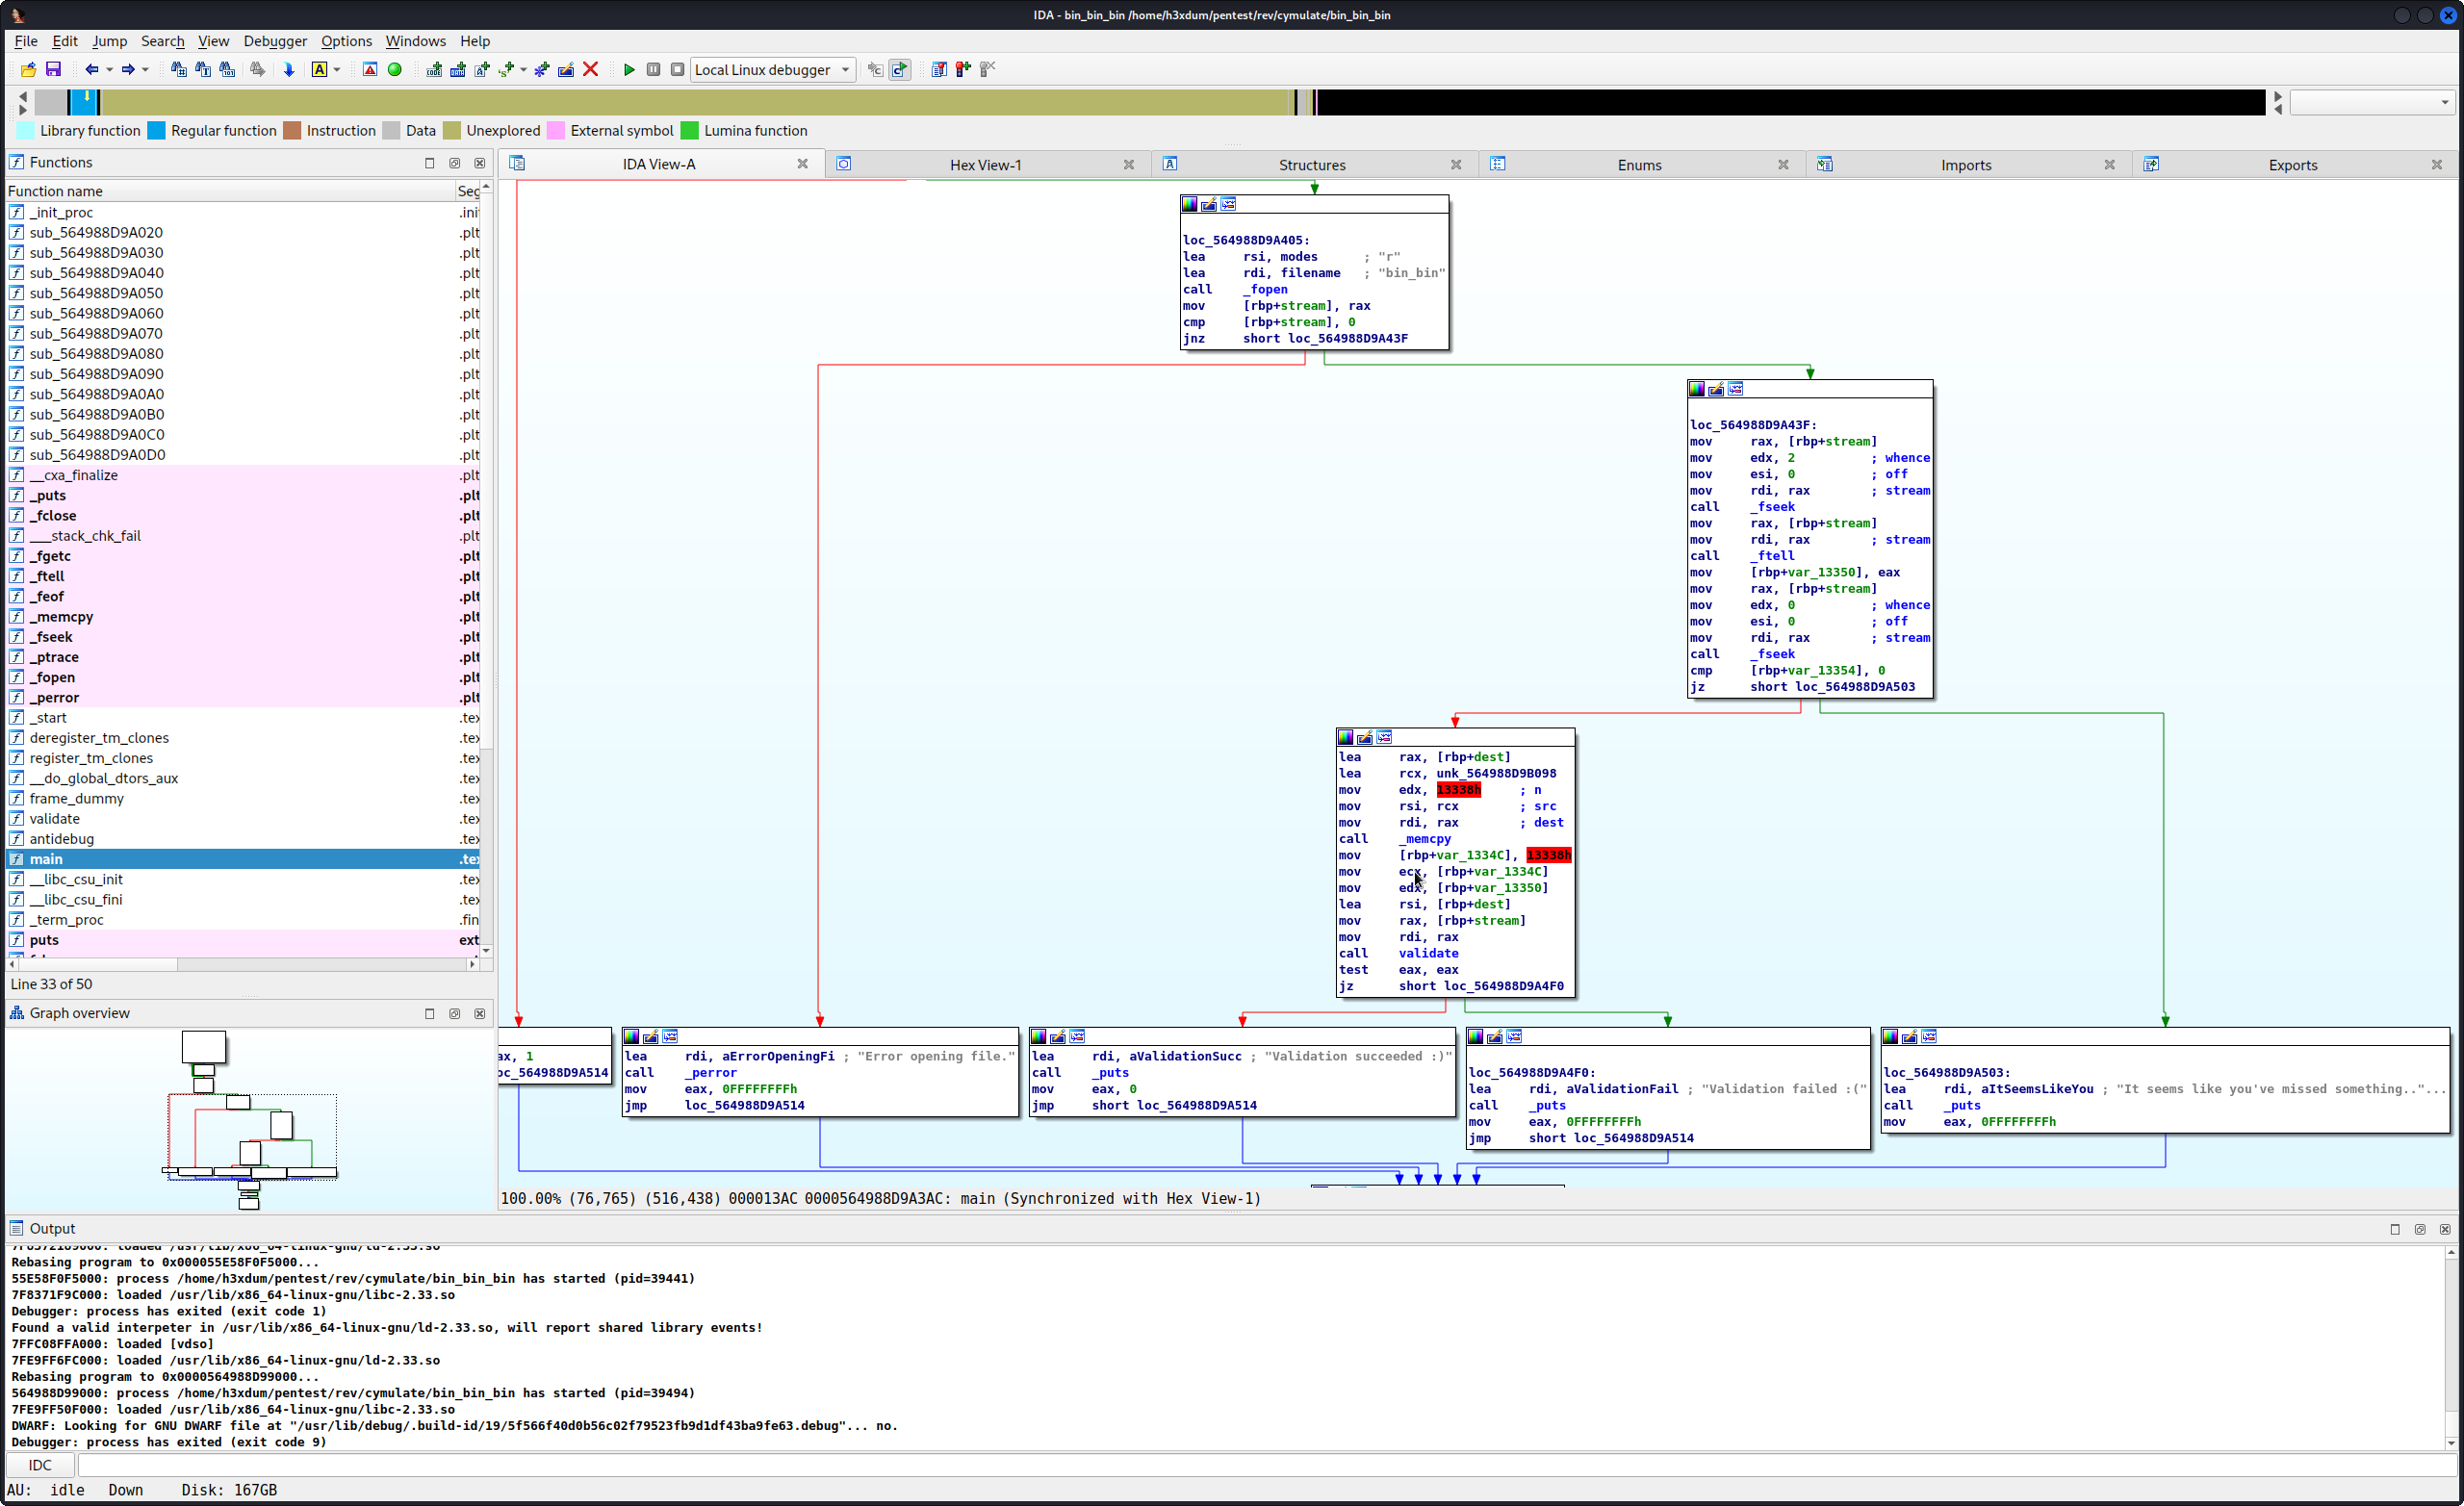 IDA - bin_bin_bin /home/h3xdum/pentest/rev/cymulate/bin_bin_bin
File Edit Jump Search View Debugger Options Windows Help
Local Linux debugger
Library function Regular function Instruction Data Unexplored External symbol Lumina function
Functions
Function name Seg
_init_proc .ini
sub_564988D9A020 .plt
sub_564988D9A030 .plt
sub_564988D9A040 .plt
sub_564988D9A050 .plt
sub_564988D9A060 .plt
sub_564988D9A070 .plt
sub_564988D9A080 .plt
sub_564988D9A090 .plt
sub_564988D9A0A0 .plt
sub_564988D9A0B0 .plt
sub_564988D9A0C0 .plt
sub_564988D9A0D0 .plt
__cxa_finalize .plt
_puts .plt
_fclose .plt
___stack_chk_fail .plt
_fgetc .plt
_ftell .plt
_feof .plt
_memcpy .plt
_fseek .plt
_ptrace .plt
_fopen .plt
_perror .plt
_start .tex
deregister_tm_clones .tex
register_tm_clones .tex
__do_global_dtors_aux .tex
frame_dummy .tex
validate .tex
antidebug .tex
main .tex
__libc_csu_init .tex
__libc_csu_fini .tex
_term_proc .fin
puts ext
Line 33 of 50
Graph overview
IDA View-A Hex View-1 Structures Enums Imports Exports
loc_564988D9A405:
lea rsi, modes ; "r"
lea rdi, filename ; "bin_bin"
call _fopen
mov [rbp+stream], rax
cmp [rbp+stream], 0
jnz short loc_564988D9A43F
loc_564988D9A43F:
mov rax, [rbp+stream]
mov edx, 2 ; whence
mov esi, 0 ; off
mov rdi, rax ; stream
call _fseek
mov rax, [rbp+stream]
mov rdi, rax ; stream
call _ftell
mov [rbp+var_13350], eax
mov rax, [rbp+stream]
mov edx, 0 ; whence
mov esi, 0 ; off
mov rdi, rax ; stream
call _fseek
cmp [rbp+var_13354], 0
jz short loc_564988D9A503
lea rax, [rbp+dest]
lea rcx, unk_564988D9B098
mov edx, 13338h ; n
mov rsi, rcx ; src
mov rdi, rax ; dest
call _memcpy
mov [rbp+var_1334C], 13338h
mov ecx, [rbp+var_1334C]
mov edx, [rbp+var_13350]
lea rsi, [rbp+dest]
mov rax, [rbp+stream]
mov rdi, rax
call validate
test eax, eax
jz short loc_564988D9A4F0
ax, 1
oc_564988D9A514
lea rdi, aErrorOpeningFi ; "Error opening file."
call _perror
mov eax, 0FFFFFFFFh
jmp loc_564988D9A514
lea rdi, aValidationSucc ; "Validation succeeded :)"
call _puts
mov eax, 0
jmp short loc_564988D9A514
loc_564988D9A4F0:
lea rdi, aValidationFail ; "Validation failed :("
call _puts
mov eax, 0FFFFFFFFh
jmp short loc_564988D9A514
loc_564988D9A503:
lea rdi, aItSeemsLikeYou ; "It seems like you've missed something.."...
call _puts
mov eax, 0FFFFFFFFh
100.00% (76,765) (516,438) 000013AC 0000564988D9A3AC: main (Synchronized with Hex View-1)
Output
7F8372189000: loaded /usr/lib/x86_64-linux-gnu/ld-2.33.so
Rebasing program to 0x000055E58F0F5000...
55E58F0F5000: process /home/h3xdum/pentest/rev/cymulate/bin_bin_bin has started (pid=39441)
7F8371F9C000: loaded /usr/lib/x86_64-linux-gnu/libc-2.33.so
Debugger: process has exited (exit code 1)
Found a valid interpeter in /usr/lib/x86_64-linux-gnu/ld-2.33.so, will report shared library events!
7FFC08FFA000: loaded [vdso]
7FE9FF6FC000: loaded /usr/lib/x86_64-linux-gnu/ld-2.33.so
Rebasing program to 0x0000564988D99000...
564988D99000: process /home/h3xdum/pentest/rev/cymulate/bin_bin_bin has started (pid=39494)
7FE9FF50F000: loaded /usr/lib/x86_64-linux-gnu/libc-2.33.so
DWARF: Looking for GNU DWARF file at "/usr/lib/debug/.build-id/19/5f566f40d0b56c02f79523fb9d1df43ba9fe63.debug"... no.
Debugger: process has exited (exit code 9)
IDC
AU: idle Down Disk: 167GB